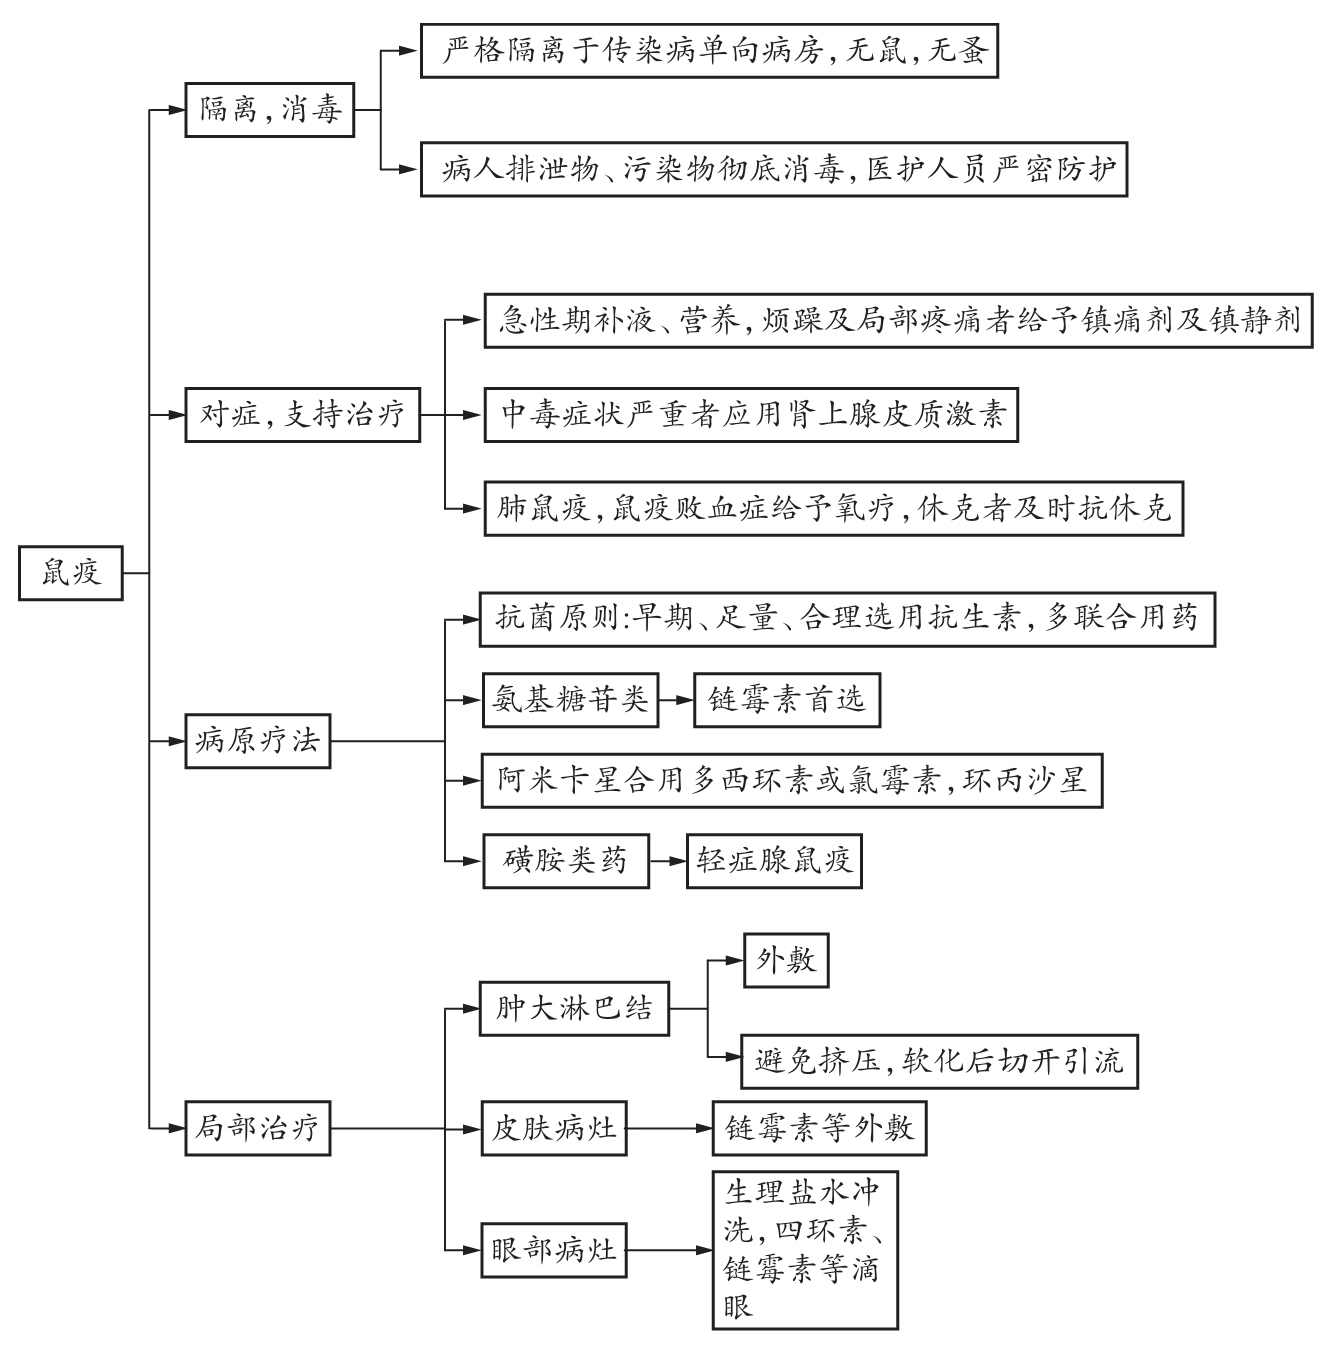 严格隔离于传染病单向病房,无鼠,无蚤
隔离,消毒
病人排泄物、污染物彻底消毒,医护人员严密防护
急性期补液、营养,烦躁及局部疼痛者给予镇痛剂及镇静剂
对症,支持治疗
中毒症状严重者应用肾上腺皮质激素
肺鼠疫,鼠疫败血症给予氧疗,休克者及时抗休克
鼠疫
抗菌原则:早期、足量、合理选用抗生素,多联合用药
氨基糖苷类
链霉素首选
病原疗法
阿米卡星合用多西环素或氯霉素,环丙沙星
磺胺类药
轻症腺鼠疫
外敷
肿大淋巴结
避免挤压,软化后切开引流
局部治疗
皮肤病灶
链霉素等外敷
眼部病灶
生理盐水冲
洗,四环素、
链霉素等滴
眼